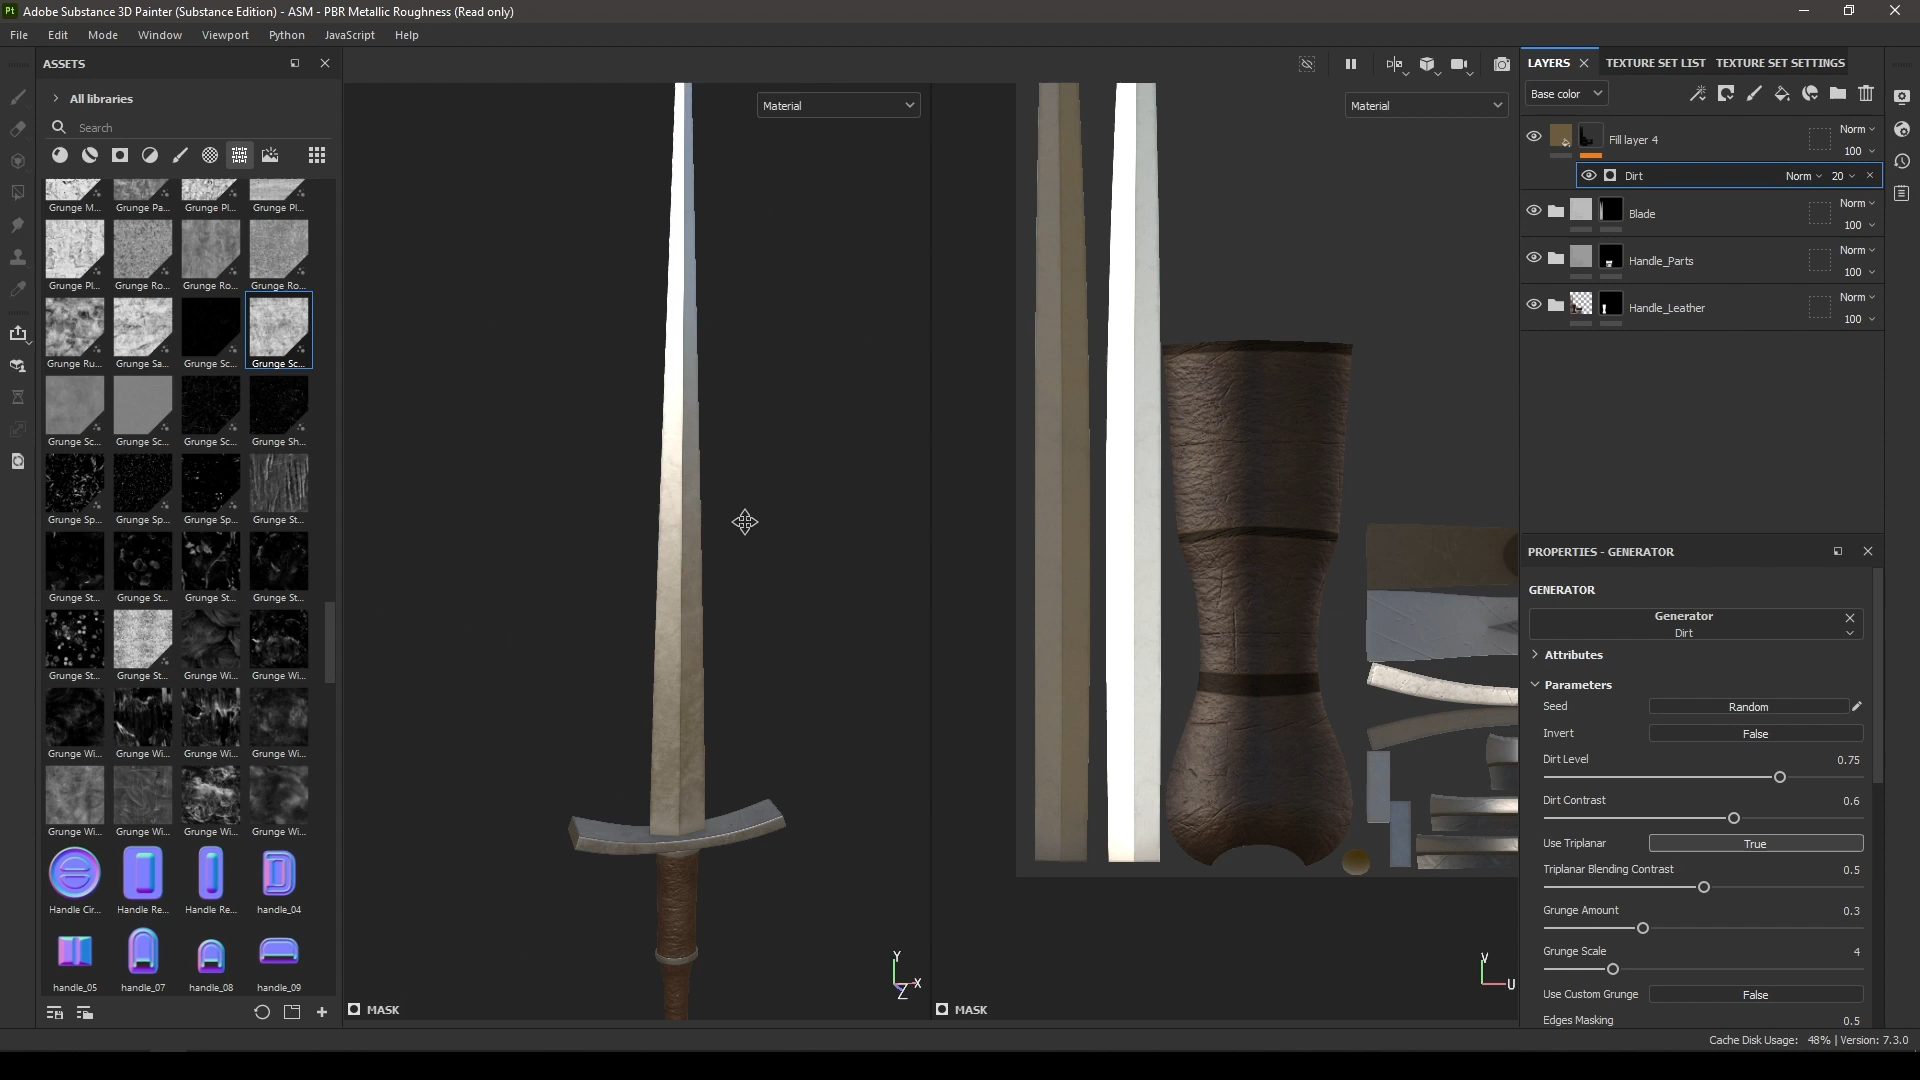 Pt Adobe Substance 3D Painter (Substance Edition) - ASM - PBR Metallic Roughness (Read only)
File Edit Mode Window Viewport Python JavaScript Help
ASSETS
All libraries
Search
Grunge M... Grunge Pa... Grunge Pl... Grunge Pl...
Grunge Pl... Grunge Ro... Grunge Ro... Grunge Ro...
Grunge Ru... Grunge Sa... Grunge Sc... Grunge Sc...
Grunge Sc... Grunge Sc... Grunge Sc... Grunge Sh...
Grunge Sp... Grunge Sp... Grunge Sp... Grunge St...
Grunge St... Grunge St... Grunge St... Grunge St...
Grunge St... Grunge St... Grunge Wi... Grunge Wi...
Grunge Wi... Grunge Wi... Grunge Wi... Grunge Wi...
Grunge Wi... Grunge Wi... Grunge Wi... Grunge Wi...
Handle Cir... Handle Re... Handle Re... handle_04
handle_05 handle_07 handle_08 handle_09
Material
Y
X
Z
MASK
Material
V
U
MASK
LAYERS TEXTURE SET LIST TEXTURE SET SETTINGS
Base color
Fill layer 4 Norm
100
Dirt Norm 20
Blade Norm
100
Handle_Parts Norm
100
Handle_Leather Norm
100
PROPERTIES - GENERATOR
GENERATOR
Generator
Dirt
Attributes
Parameters
Seed Random
Invert False
Dirt Level 0.75
Dirt Contrast 0.6
Use Triplanar True
Triplanar Blending Contrast 0.5
Grunge Amount 0.3
Grunge Scale 4
Use Custom Grunge False
Edges Masking 0.5
Cache Disk Usage: 48% | Version: 7.3.0